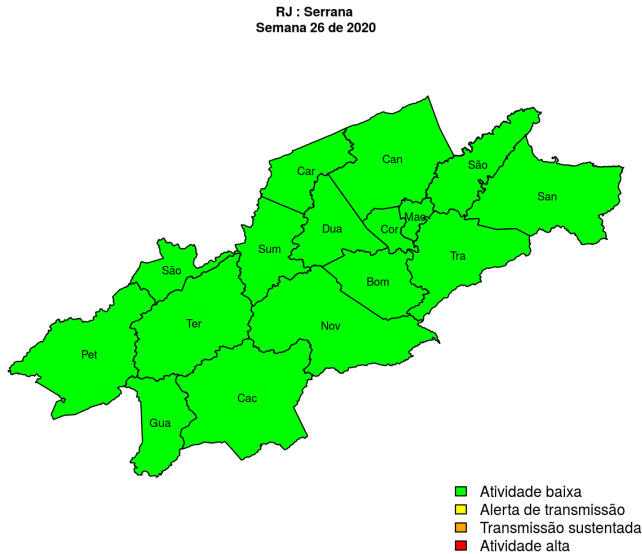 RJ : Serrana
Semana 26 de 2020
Can
São
Car
San
Mac
Dua
Cor
Sum
Tra
São
Bom
Ter
Nov
Pet
Cac
Gua
Atividade baixa
Alerta de transmissão
Transmissão sustentada
Atividade alta